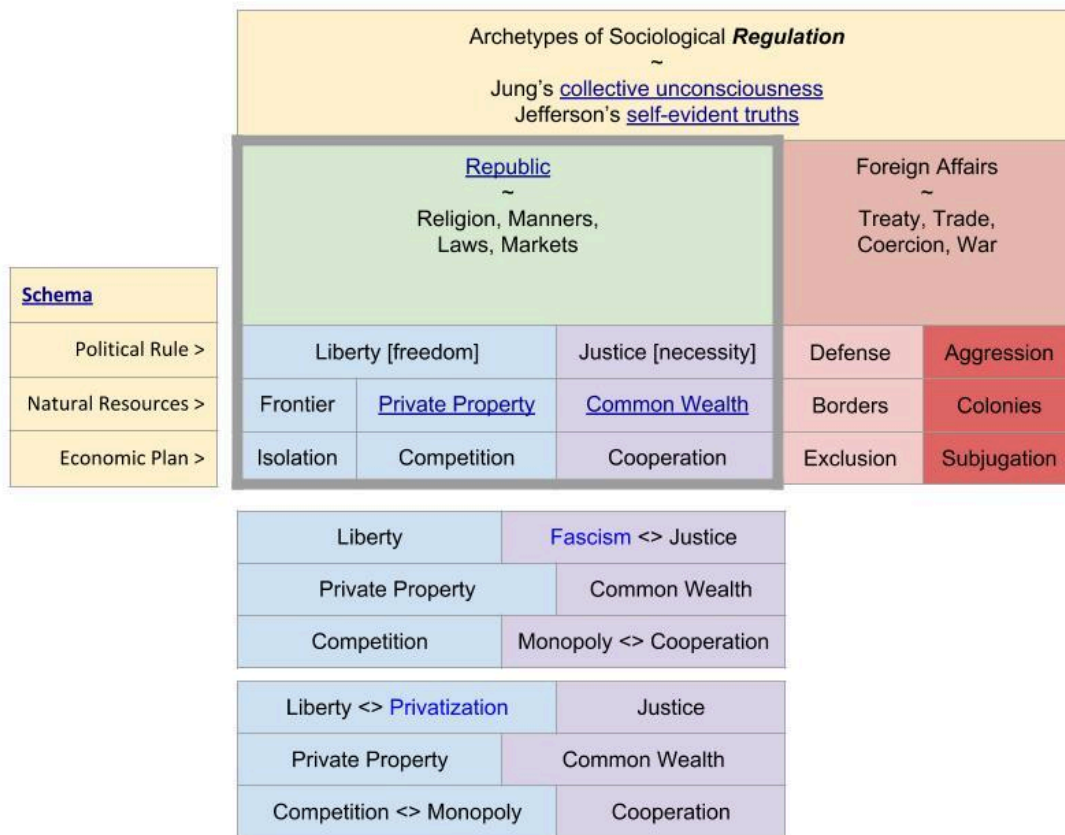 Archetypes of Sociological Regulation
~
Jung's collective unconsciousness
Jefferson's self-evident truths
Republic
~
Religion, Manners,
Laws, Markets
Foreign Affairs
~
Treaty, Trade,
Coercion, War
Schema
Political Rule > Liberty [freedom] Justice [necessity] Defense Aggression
Natural Resources > Frontier Private Property Common Wealth Borders Colonies
Economic Plan > Isolation Competition Cooperation Exclusion Subjugation
Liberty Fascism <> Justice
Private Property Common Wealth
Competition Monopoly <> Cooperation
Liberty <> Privatization Justice
Private Property Common Wealth
Competition <> Monopoly Cooperation